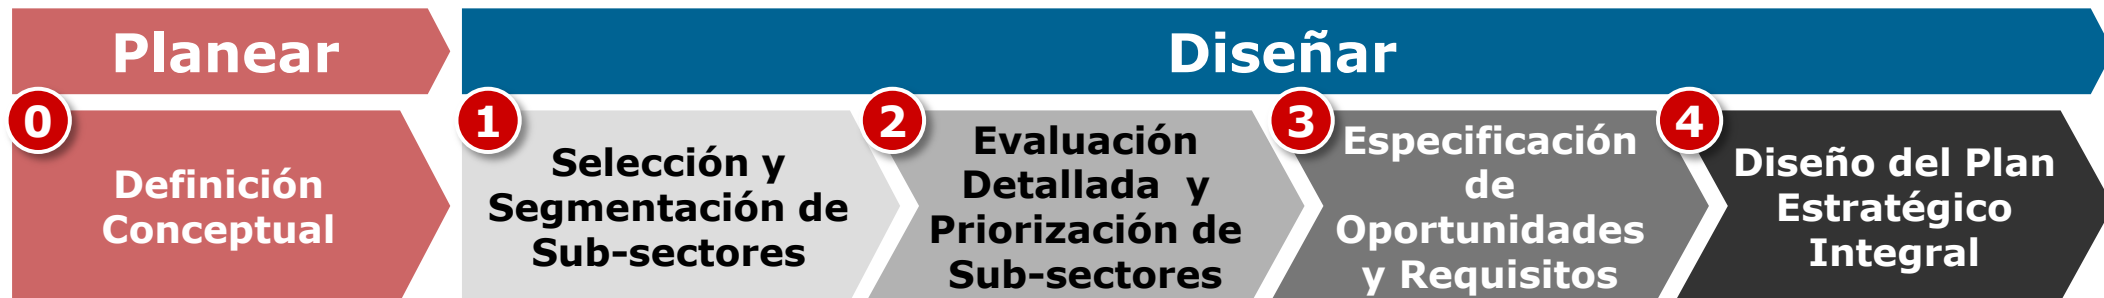 Planear
Diseñar
0
Definición
Conceptual
1
Selección y
Segmentación de
Sub-sectores
2
Evaluación
Detallada y
Priorización de
Sub-sectores
3
Especificación
de
Oportunidades
y Requisitos
4
Diseño del Plan
Estratégico
Integral